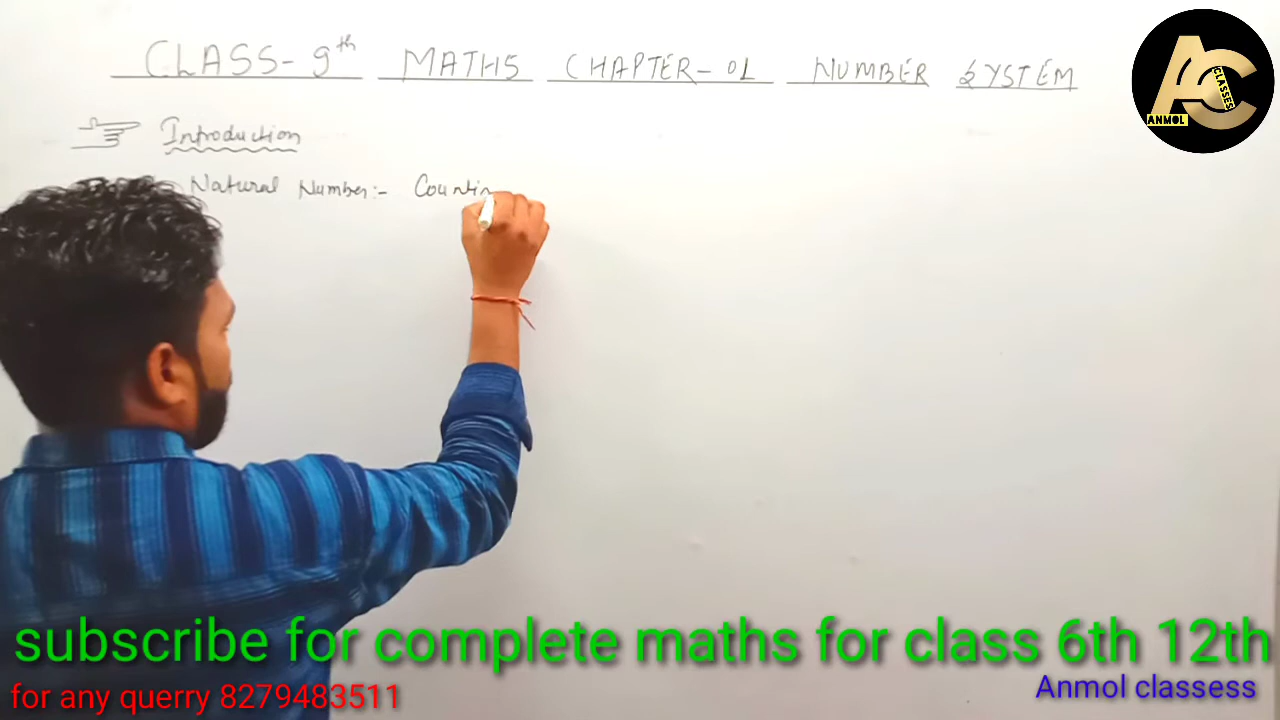 CLASS-9th MATHS CHAPTER-01 NUMBER SYSTEM
AC
CLASSES
ANMOL
Introduction
Natural Number:- Countin
subscribe for complete maths for class 6th 12th
for any querry 8279483511
Anmol classess